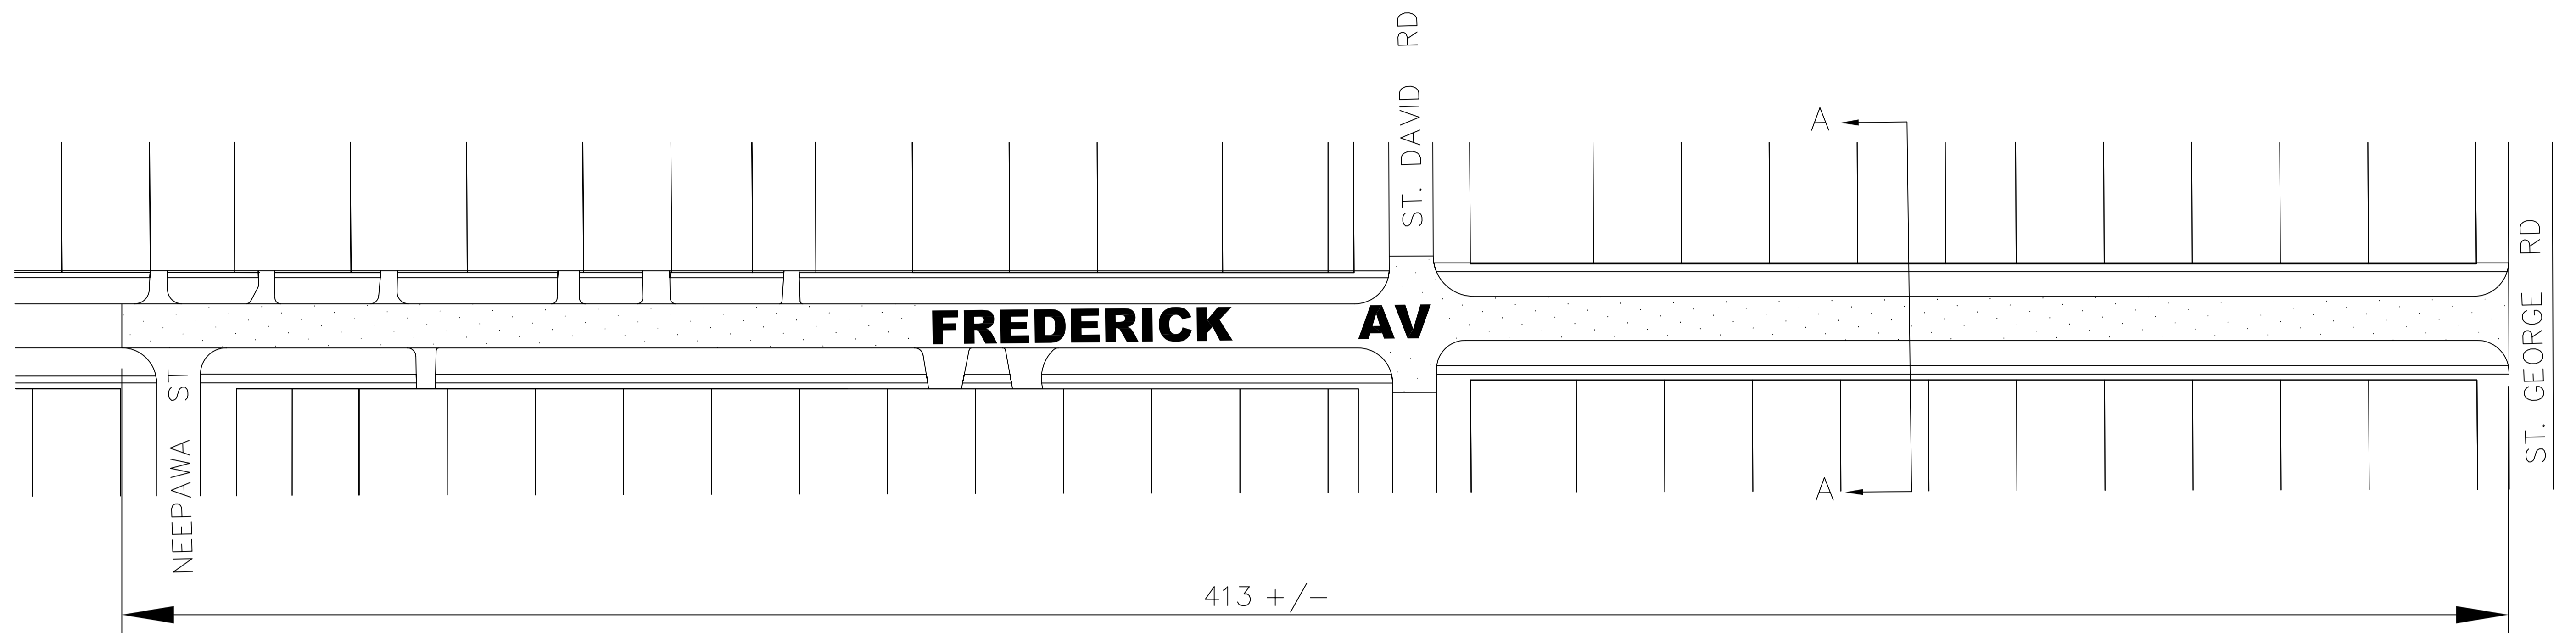 ST. DAVID RD
A
FREDERICK AV
ST. GEORGE RD
NEEPAWA ST
A
413 +/-